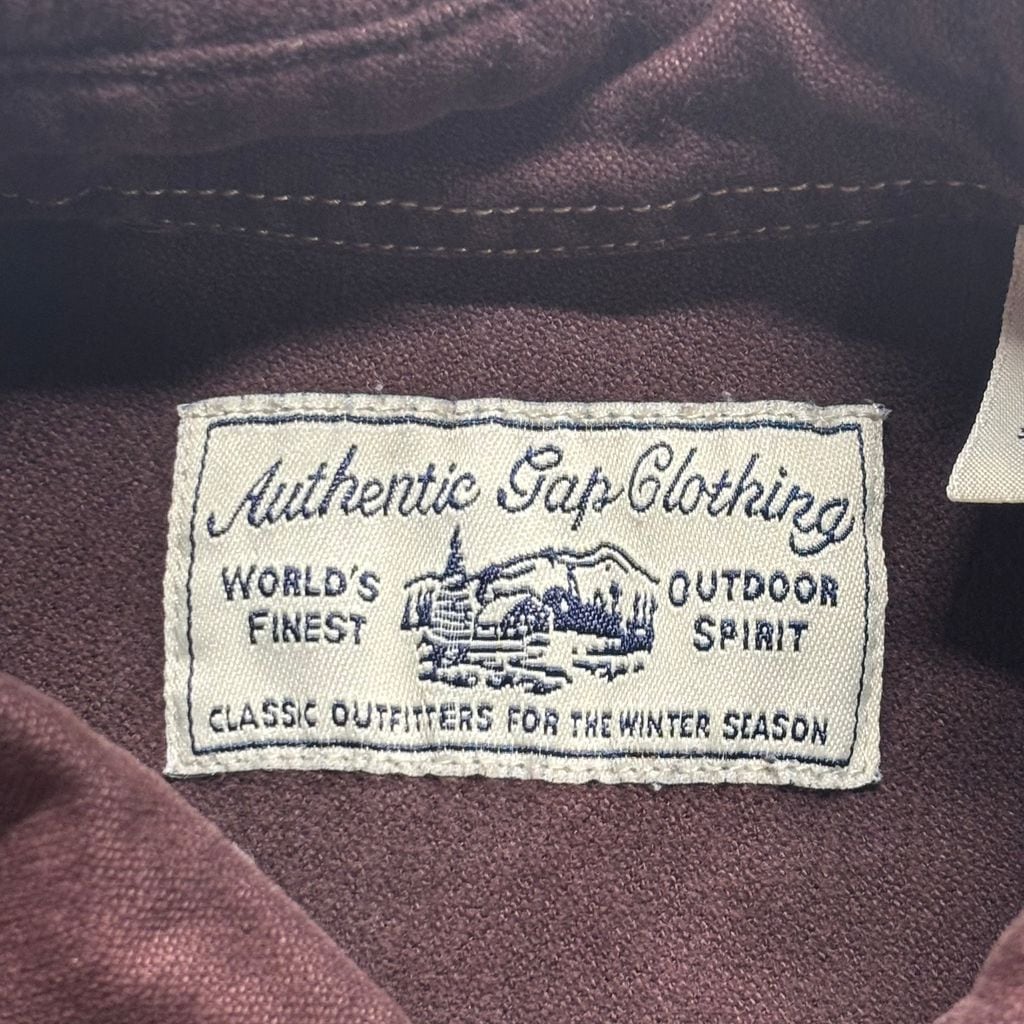 Authentic Gap Clothing
WORLD'S FINEST
OUTDOOR SPIRIT
CLASSIC OUTFITTERS FOR THE WINTER SEASON